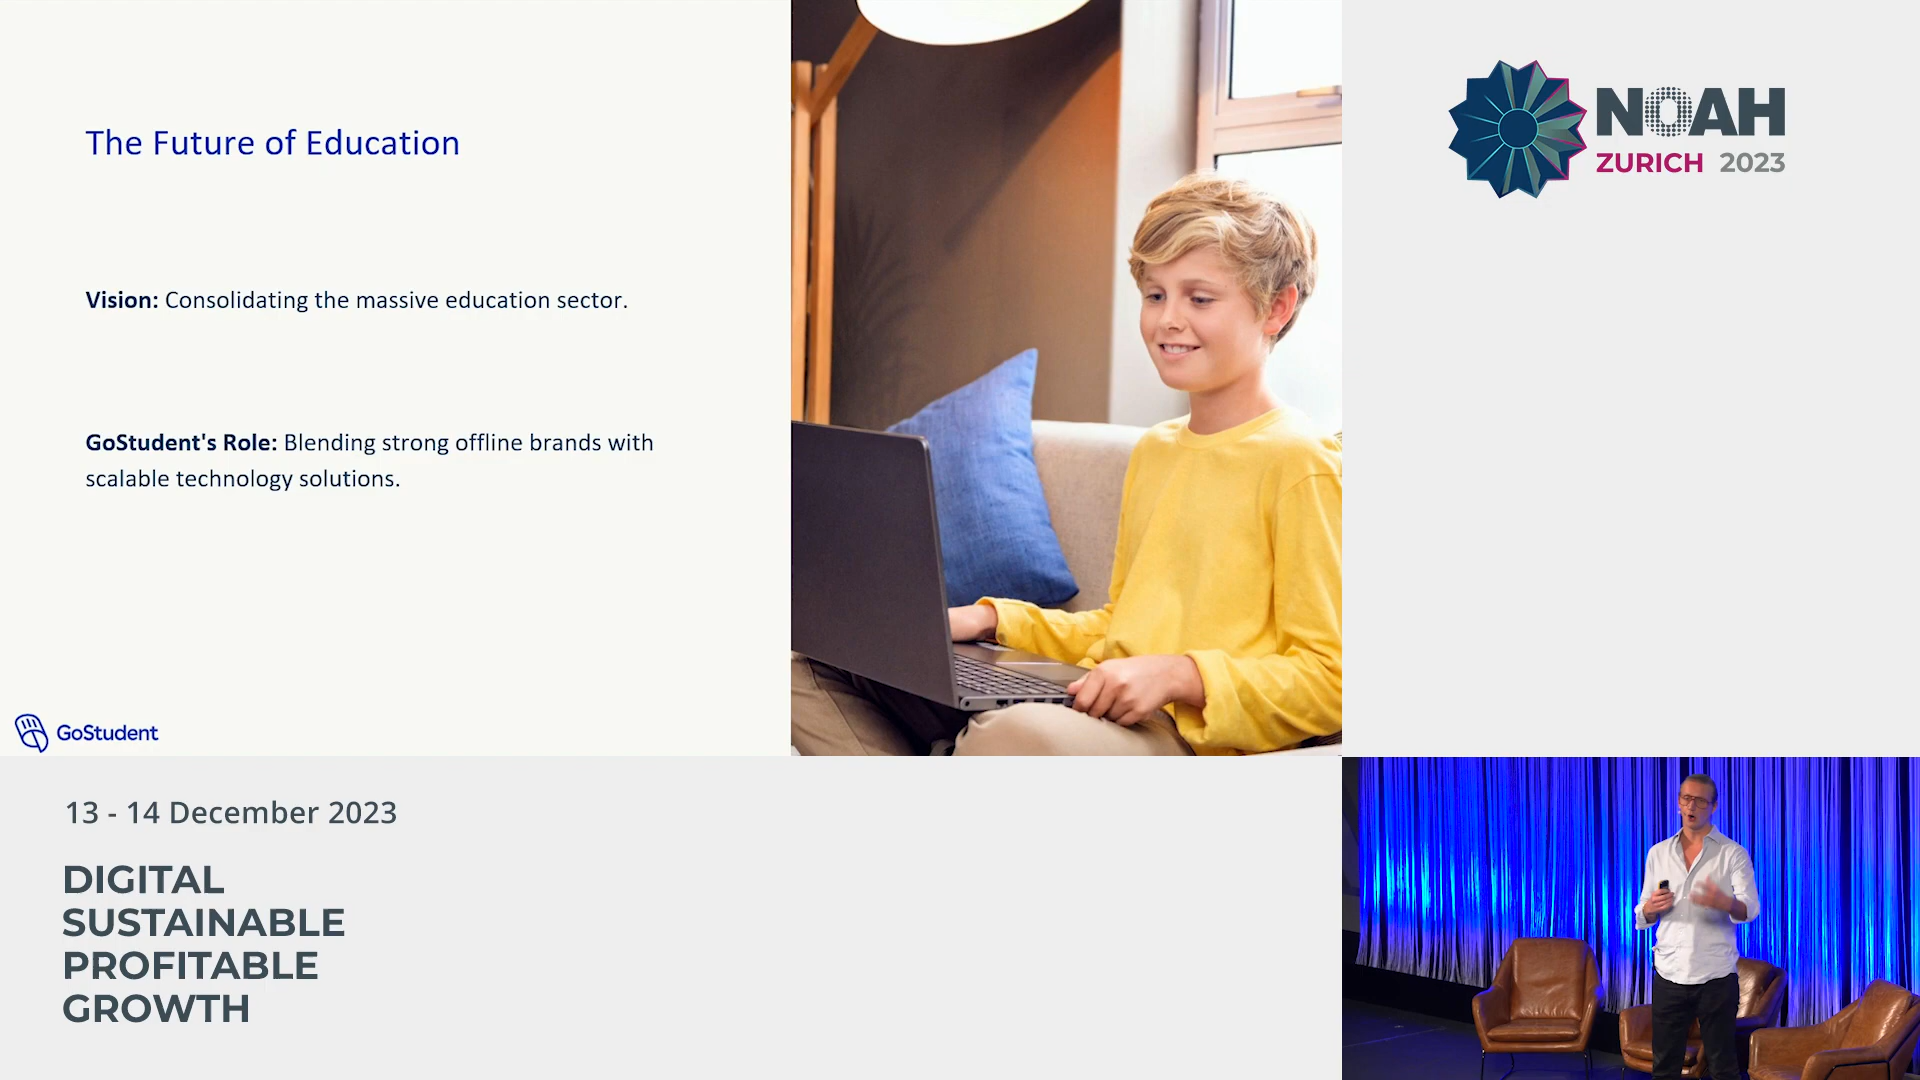 The Future of Education
Vision: Consolidating the massive education sector.
GoStudent's Role: Blending strong offline brands with
scalable technology solutions.
GoStudent
NOAH
ZURICH 2023
13 - 14 December 2023
DIGITAL
SUSTAINABLE
PROFITABLE
GROWTH